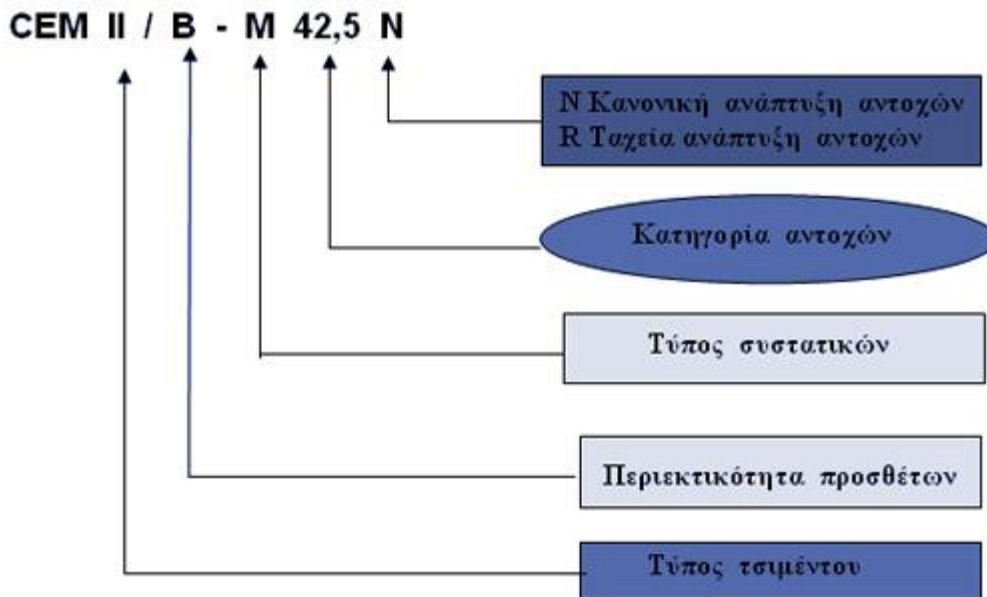 CEM II / B - M 42,5 N
N Κανονική ανάπτυξη αντοχών
R Ταχεία ανάπτυξη αντοχών
Κατηγορία αντοχών
Τύπος συστατικών
Περιεκτικότητα προσθέτων
Τύπος τσιμέντου